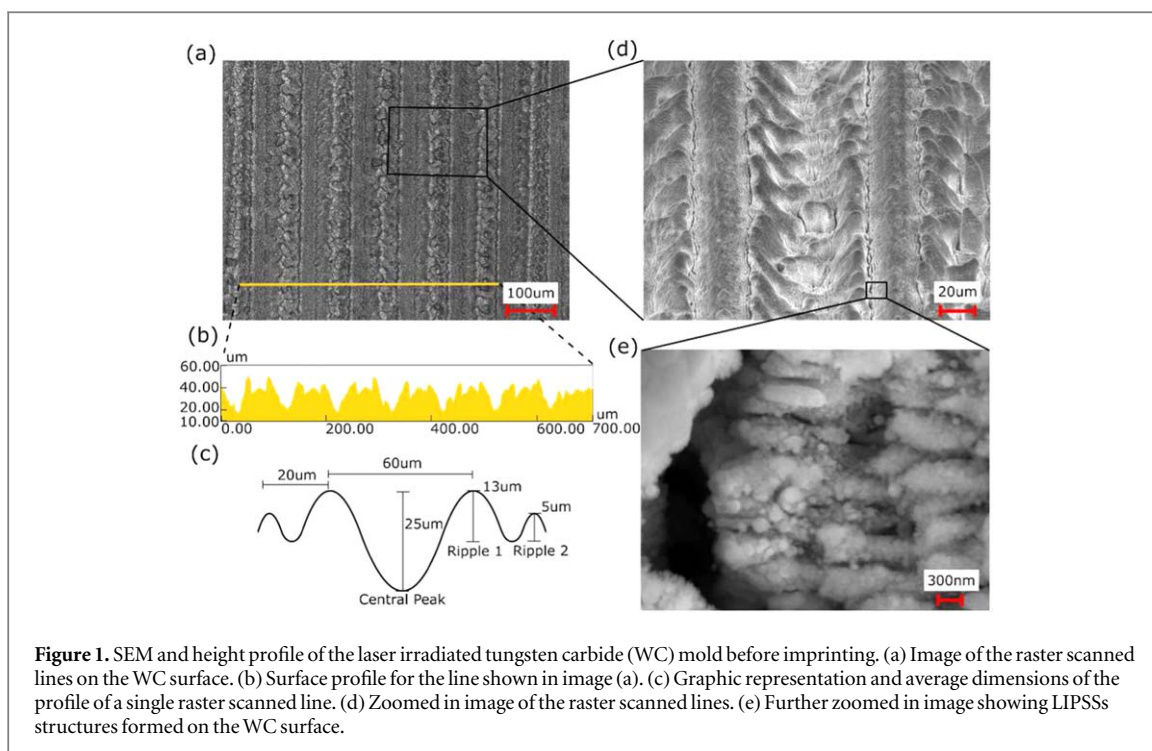 (a)
(d)
100um
20um
(b)
um
60.00
40.00
20.00
10.00
um
0.00 200.00 400.00 600.00 700.00
(e)
(c)
60um
20um
13um
5um
25um
Ripple 1 Ripple 2
Central Peak
300nm
Figure 1. SEM and height profile of the laser irradiated tungsten carbide (WC) mold before imprinting. (a) Image of the raster scanned
lines on the WC surface. (b) Surface profile for the line shown in image (a). (c) Graphic representation and average dimensions of the
profile of a single raster scanned line. (d) Zoomed in image of the raster scanned lines. (e) Further zoomed in image showing LIPSSs
structures formed on the WC surface.